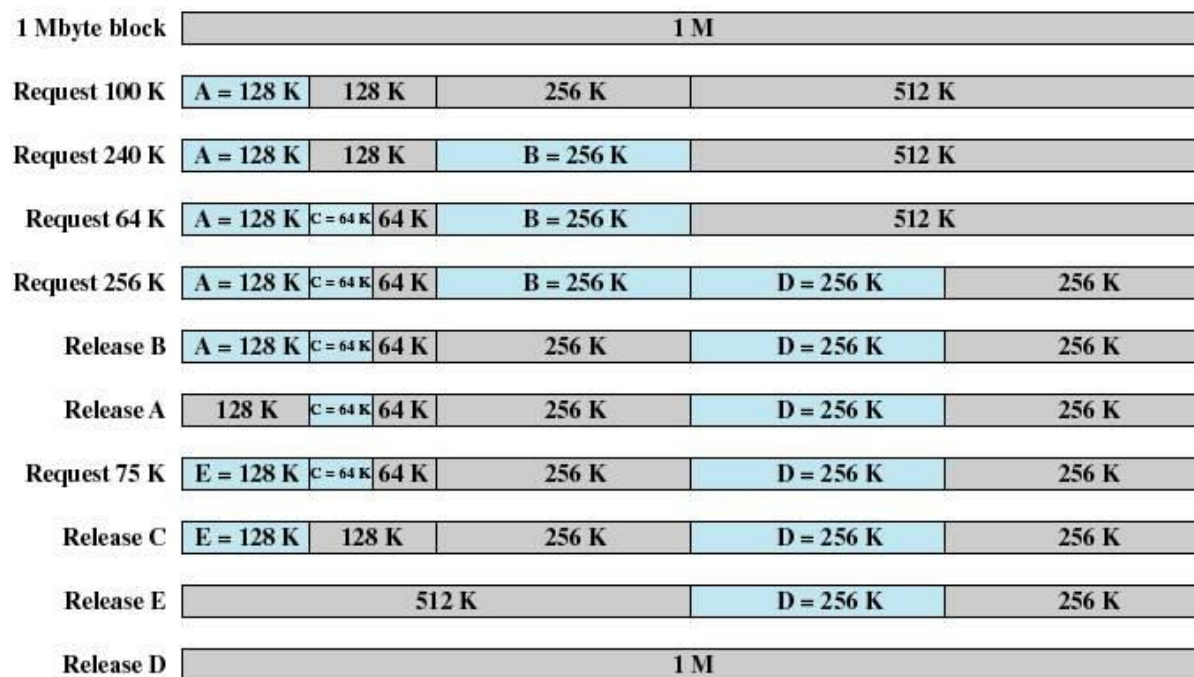 1 Mbyte block 1 M
Request 100 K A = 128 K 128 K 256 K 512 K
Request 240 K A = 128 K 128 K B = 256 K 512 K
Request 64 K A = 128 K C = 64 K 64 K B = 256 K 512 K
Request 256 K A = 128 K C = 64 K 64 K B = 256 K D = 256 K 256 K
Release B A = 128 K C = 64 K 64 K 256 K D = 256 K 256 K
Release A 128 K C = 64 K 64 K 256 K D = 256 K 256 K
Request 75 K E = 128 K C = 64 K 64 K 256 K D = 256 K 256 K
Release C E = 128 K 128 K 256 K D = 256 K 256 K
Release E 512 K D = 256 K 256 K
Release D 1 M